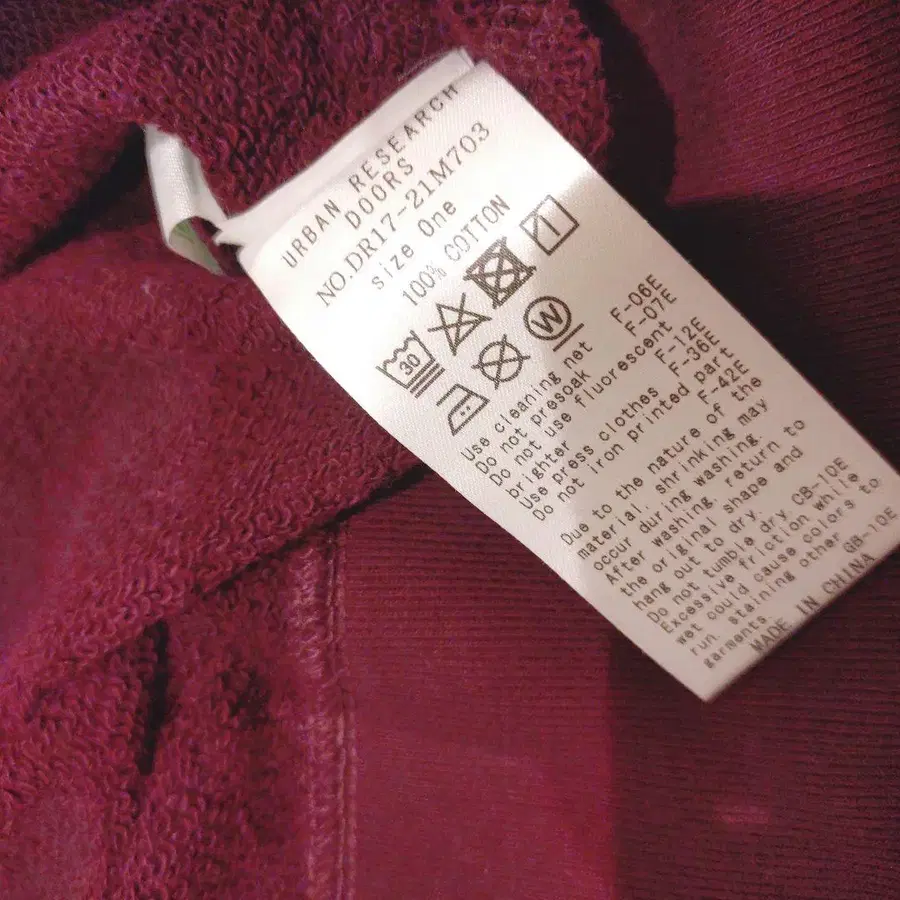 URBAN RESEARCH
DOORS
NO.DR17-21M703
size One
100% COTTON
30
W
Use cleaning net F-06E
Do not presoak F-07E
Do not use fluorescent
brighter F-12E
Use press clothes F-36E
Do not iron printed part
F-42E
Due to the nature of the
material, shrinking may
occur during washing.
After washing, return to
the original shape and
hang out to dry. CB-10E
Do not tumble dry.
Excessive friction while
wet could cause colors to
run, staining other
garments. GB-10E
MADE IN CHINA